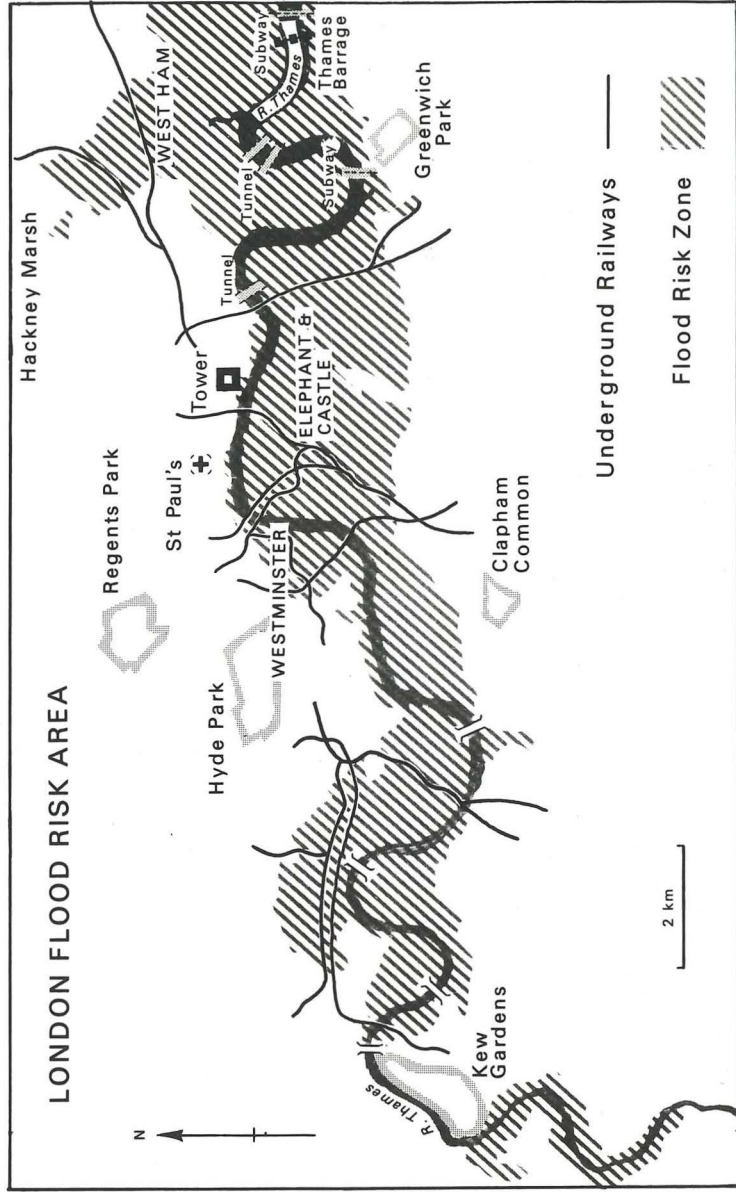 LONDON FLOOD RISK AREA
N
Hackney Marsh
Regents Park
St Paul's
Hyde Park
Tower
WEST HAM
Subway
R. Thames
Thames
Barrage
Tunnel
Tunnel
Subway
Greenwich
Park
WESTMINSTER
ELEPHANT &
CASTLE
Clapham
Common
R. Thames
Kew
Gardens
2 km
Underground Railways
Flood Risk Zone